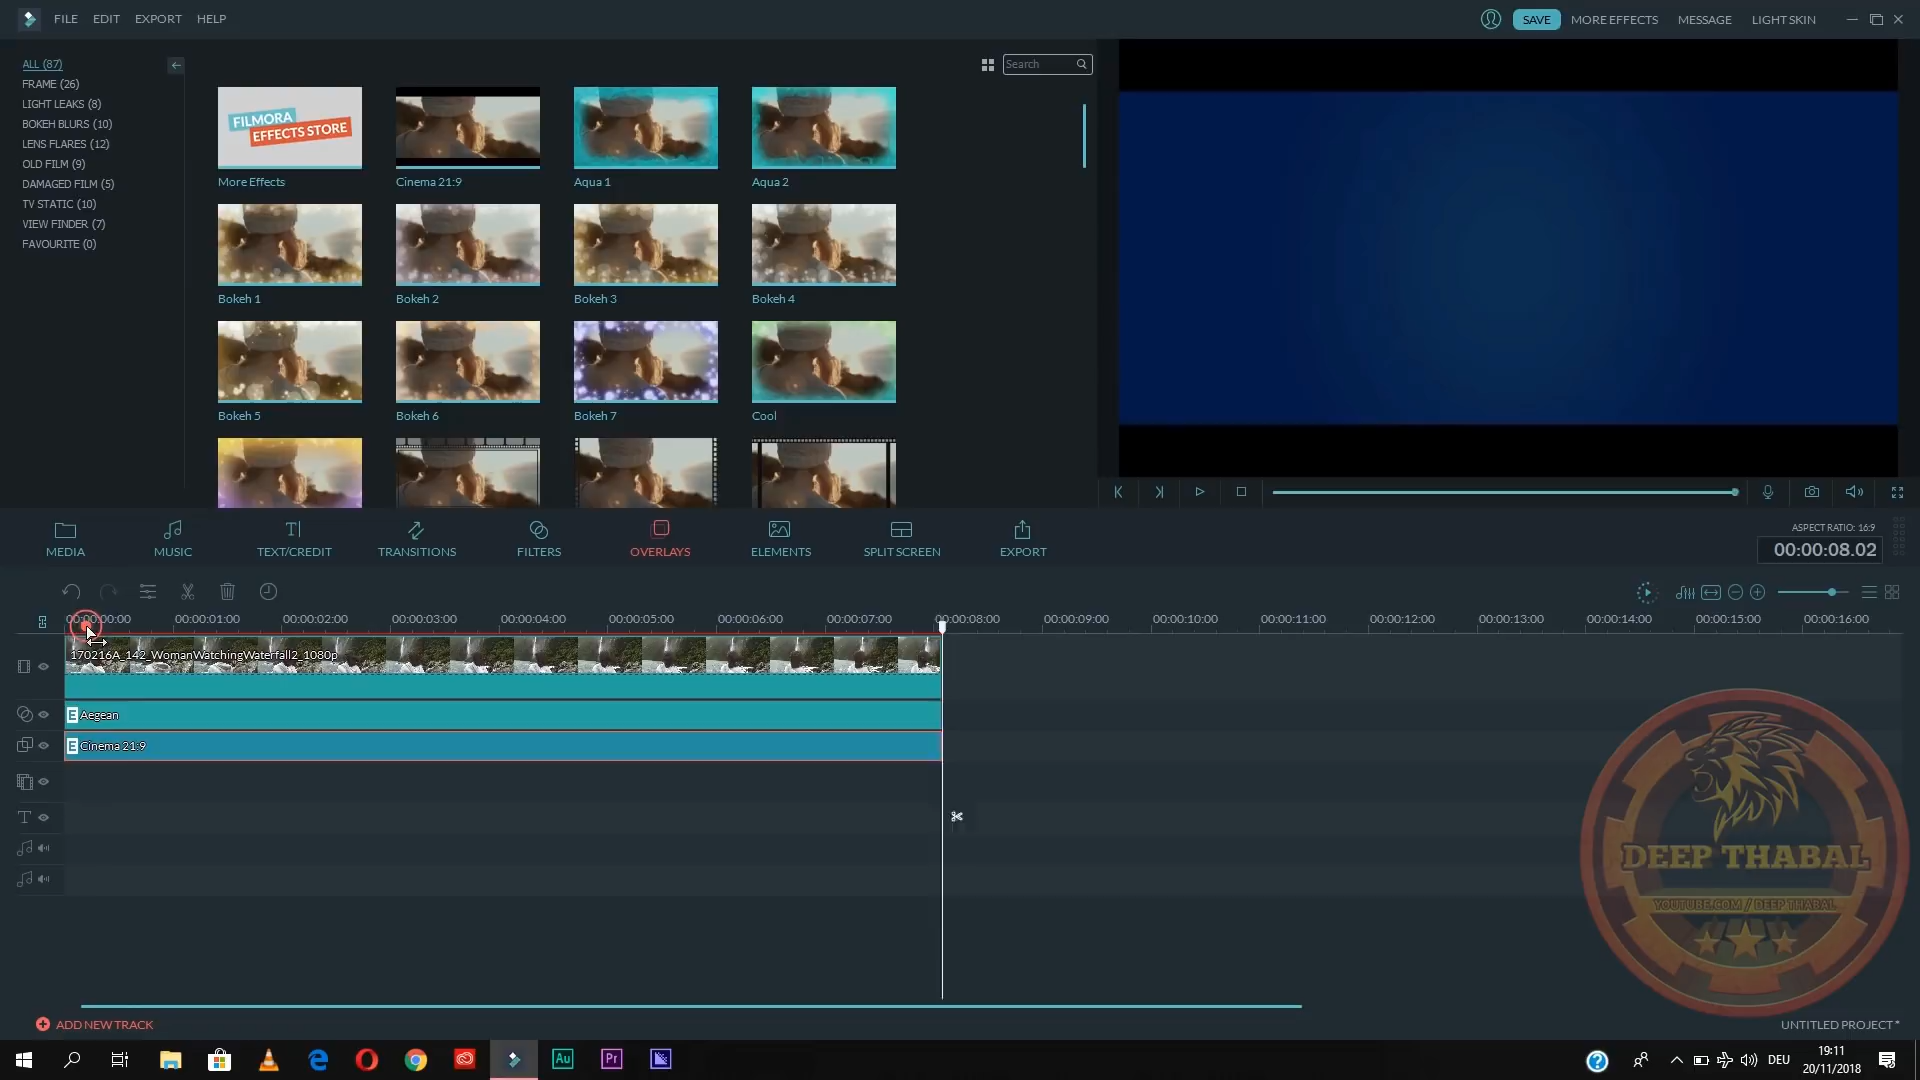 FILE EDIT EXPORT HELP
SAVE MORE EFFECTS MESSAGE LIGHT SKIN
ALL (87)
FRAME (26)
LIGHT LEAKS (8)
BOKEH BLURS (10)
LENS FLARES (12)
OLD FILM (9)
DAMAGED FILM (5)
TV STATIC (10)
VIEW FINDER (7)
FAVOURITE (0)
Search
FILMORA
EFFECTS STORE
More Effects Cinema 21:9 Aqua 1 Aqua 2
Bokeh 1 Bokeh 2 Bokeh 3 Bokeh 4
Bokeh 5 Bokeh 6 Bokeh 7 Cool
MEDIA MUSIC TEXT/CREDIT TRANSITIONS FILTERS OVERLAYS ELEMENTS SPLIT SCREEN EXPORT
ASPECT RATIO: 16:9
00:00:08.02
00:00:00:00 00:00:01:00 00:00:02:00 00:00:03:00 00:00:04:00 00:00:05:00 00:00:06:00 00:00:07:00 00:00:08:00 00:00:09:00 00:00:10:00 00:00:11:00 00:00:12:00 00:00:13:00 00:00:14:00 00:00:15:00 00:00:16:00
170216A_142_WomanWatchingWaterfall2_1080p
E Aegean
E Cinema 21:9
T
DEEP THABAL
YOUTUBE.COM / DEEP THABAL
ADD NEW TRACK
UNTITLED PROJECT *
Au Pr
DEU
19:11
20/11/2018